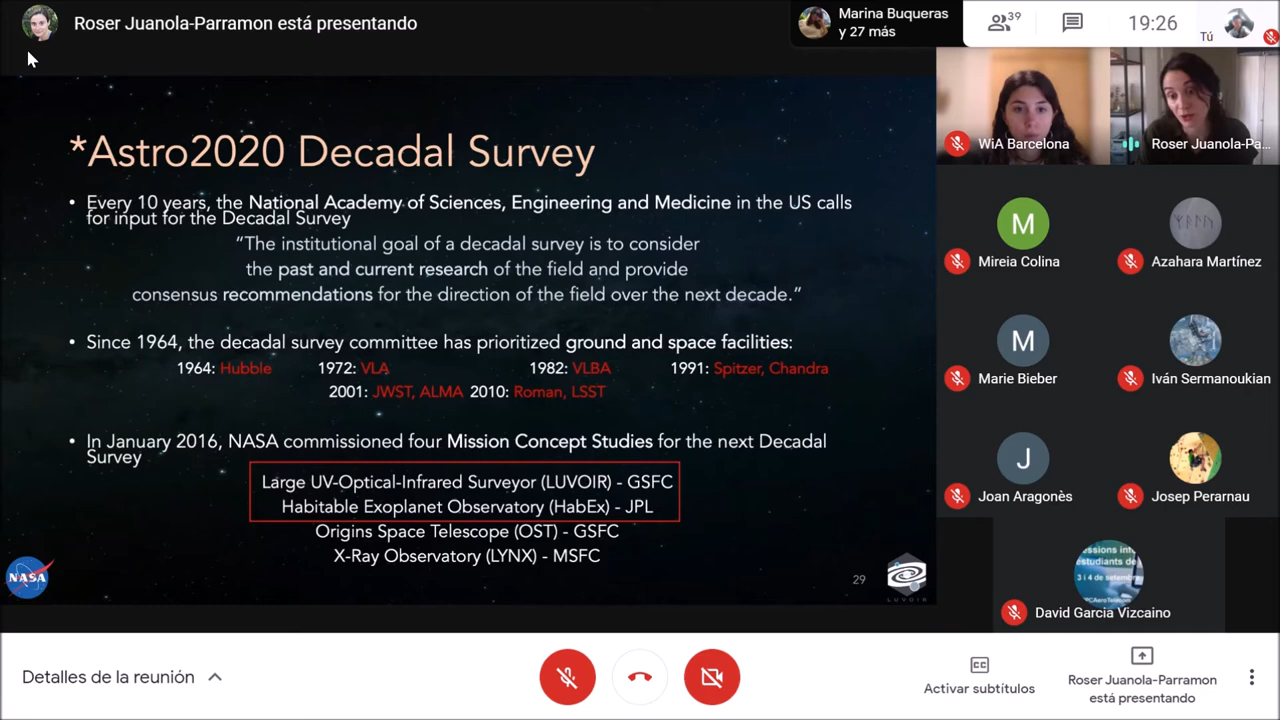 Roser Juanola-Parramon está presentando
Marina Buqueras
y 27 más
39
19:26
Tú
*Astro2020 Decadal Survey
• Every 10 years, the National Academy of Sciences, Engineering and Medicine in the US calls
for input for the Decadal Survey
“The institutional goal of a decadal survey is to consider
the past and current research of the field and provide
consensus recommendations for the direction of the field over the next decade.”
• Since 1964, the decadal survey committee has prioritized ground and space facilities:
1964: Hubble 1972: VLA 1982: VLBA 1991: Spitzer, Chandra
2001: JWST, ALMA 2010: Roman, LSST
• In January 2016, NASA commissioned four Mission Concept Studies for the next Decadal
Survey
Large UV-Optical-Infrared Surveyor (LUVOIR) - GSFC
Habitable Exoplanet Observatory (HabEx) - JPL
Origins Space Telescope (OST) - GSFC
X-Ray Observatory (LYNX) - MSFC
NASA
29
LUVOIR
WiA Barcelona
Roser Juanola-Pa...
M
Mireia Colina
Azahara Martínez
M
Marie Bieber
Iván Sermanoukian
J
Joan Aragonès
Josep Perarnau
essions
estudiants de
3 i 4 de setemb
David Garcia Vizcaino
Detalles de la reunión
CC
Activar subtítulos
Roser Juanola-Parramon
está presentando